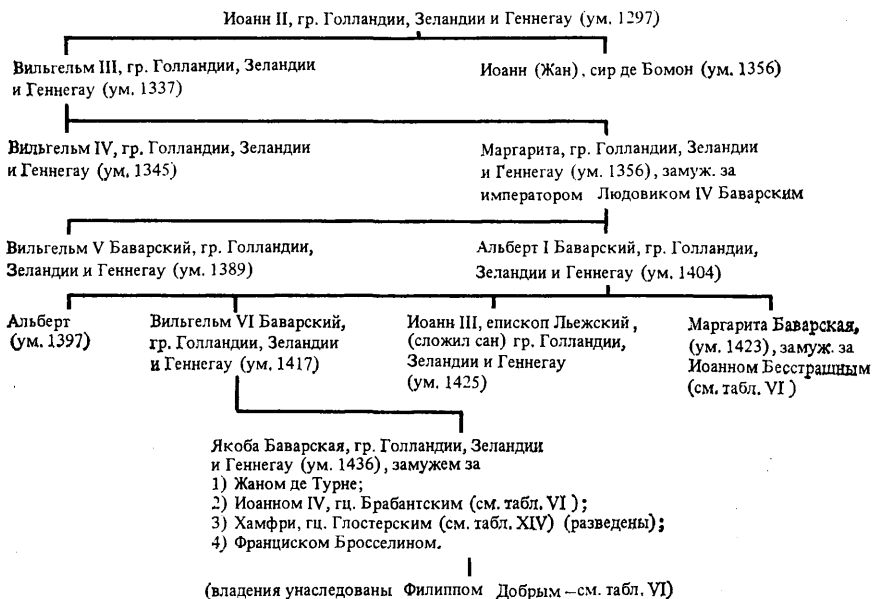 Иоанн II, гр. Голландии, Зеландии и Геннегау (ум. 1297)
Вильгельм III, гр. Голландии, Зеландии
и Геннегау (ум. 1337)
Иоанн (Жан), сир де Бомон (ум. 1356)
Вильгельм IV, гр. Голландии, Зеландии
и Геннегау (ум. 1345)
Маргарита, гр. Голландии, Зеландии
и Геннегау (ум. 1356), замуж. за
императором Людовиком IV Баварским
Вильгельм V Баварский, гр. Голландии,
Зеландии и Геннегау (ум. 1389)
Альберт I Баварский, гр. Голландии,
Зеландии и Геннегау (ум. 1404)
Альберт
(ум. 1397)
Вильгельм VI Баварский,
гр. Голландии, Зеландии
и Геннегау (ум. 1417)
Иоанн III, епископ Льежский,
(сложил сан) гр. Голландии,
Зеландии и Геннегау
(ум. 1425)
Маргарита Баварская,
(ум. 1423), замуж. за
Иоанном Бесстрашным
(см. табл. VI)
Якоба Баварская, гр. Голландии, Зеландии
и Геннегау (ум. 1436), замужем за
1) Жаном де Турне;
2) Иоанном IV, гц. Брабантским (см. табл. VI);
3) Хамфри, гц. Глостерским (см. табл. XIV) (разведены);
4) Франциском Бросселином.
(владения унаследованы Филиппом Добрым — см. табл. VI)